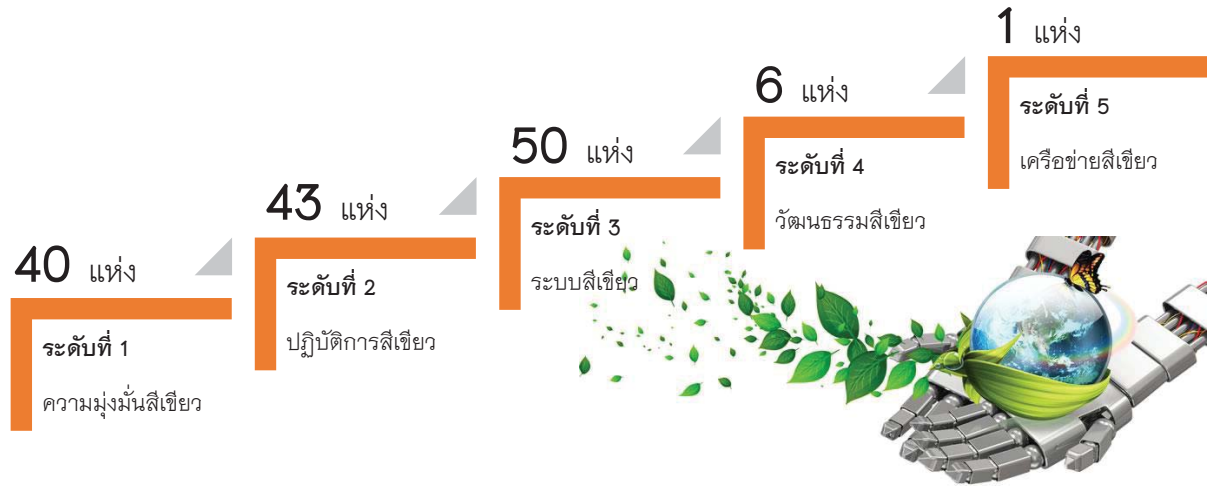 40 แห่ง
ระดับที่ 1
ความมุ่งมั่นสีเขียว
43 แห่ง
ระดับที่ 2
ปฏิบัติการสีเขียว
50 แห่ง
ระดับที่ 3
ระบบสีเขียว
6 แห่ง
ระดับที่ 4
วัฒนธรรมสีเขียว
1 แห่ง
ระดับที่ 5
เครือข่ายสีเขียว